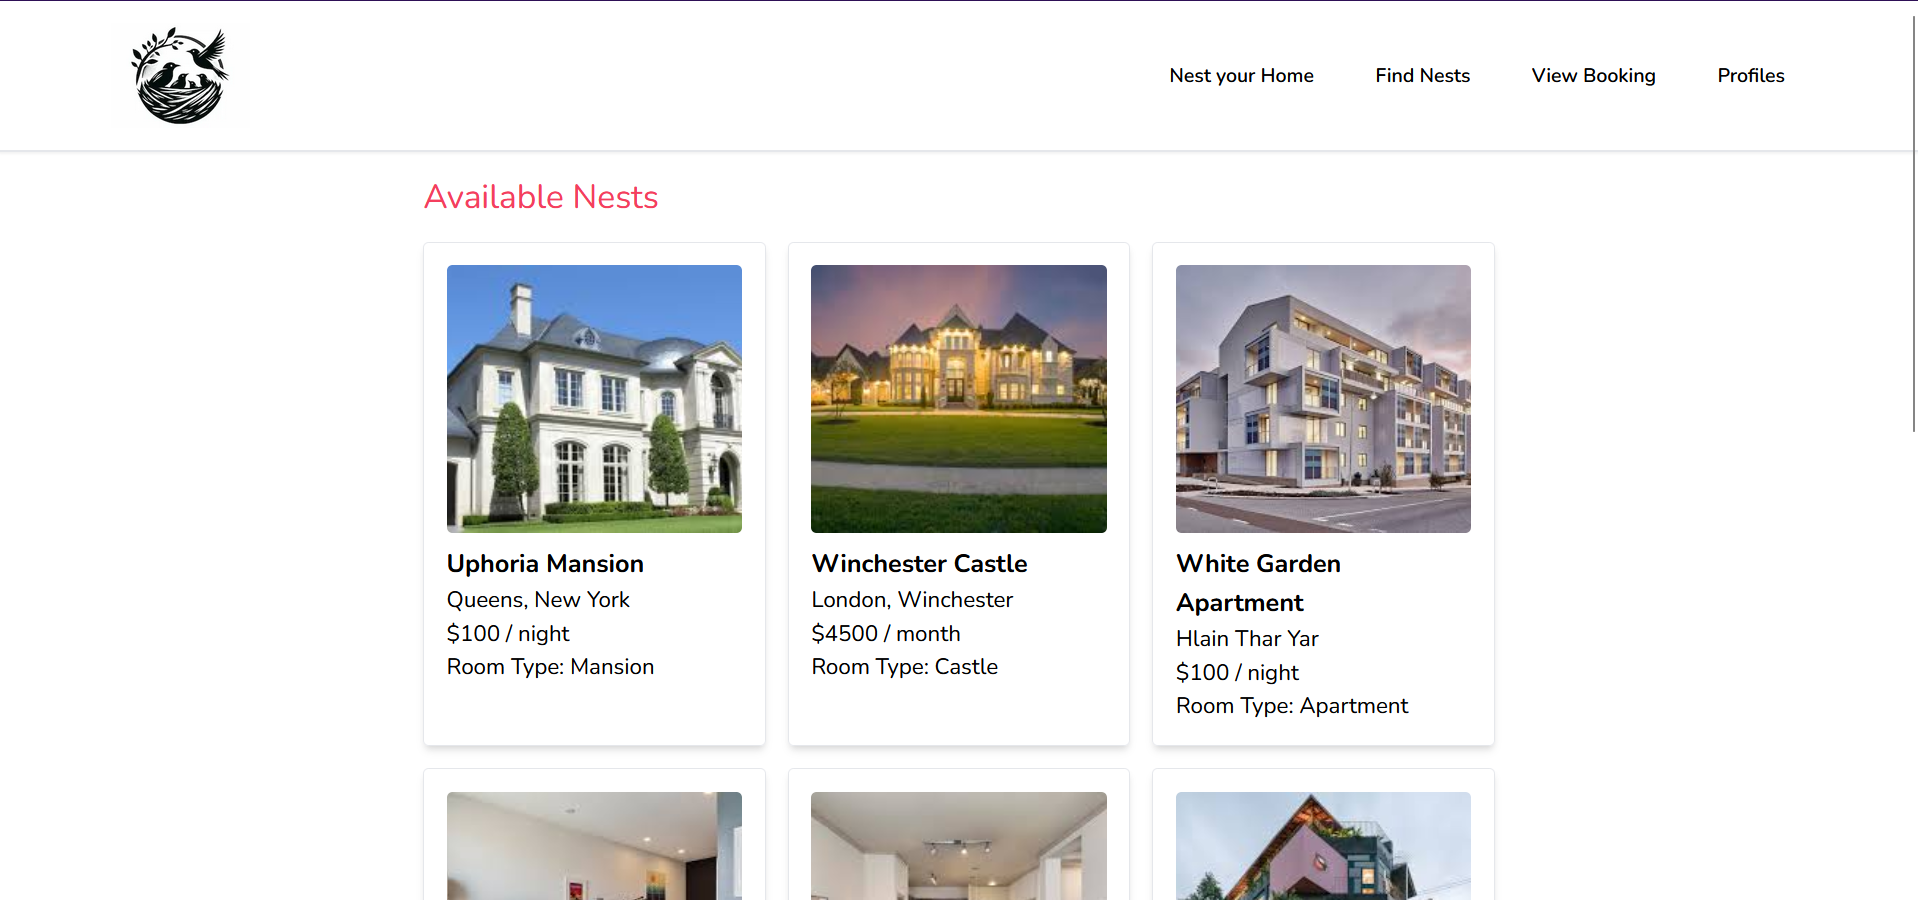 Nest your Home
Find Nests
View Booking
Profiles
Available Nests
Uphoria Mansion
Queens, New York
$100 / night
Room Type: Mansion
Winchester Castle
London, Winchester
$4500 / month
Room Type: Castle
White Garden
Apartment
Hlain Thar Yar
$100 / night
Room Type: Apartment